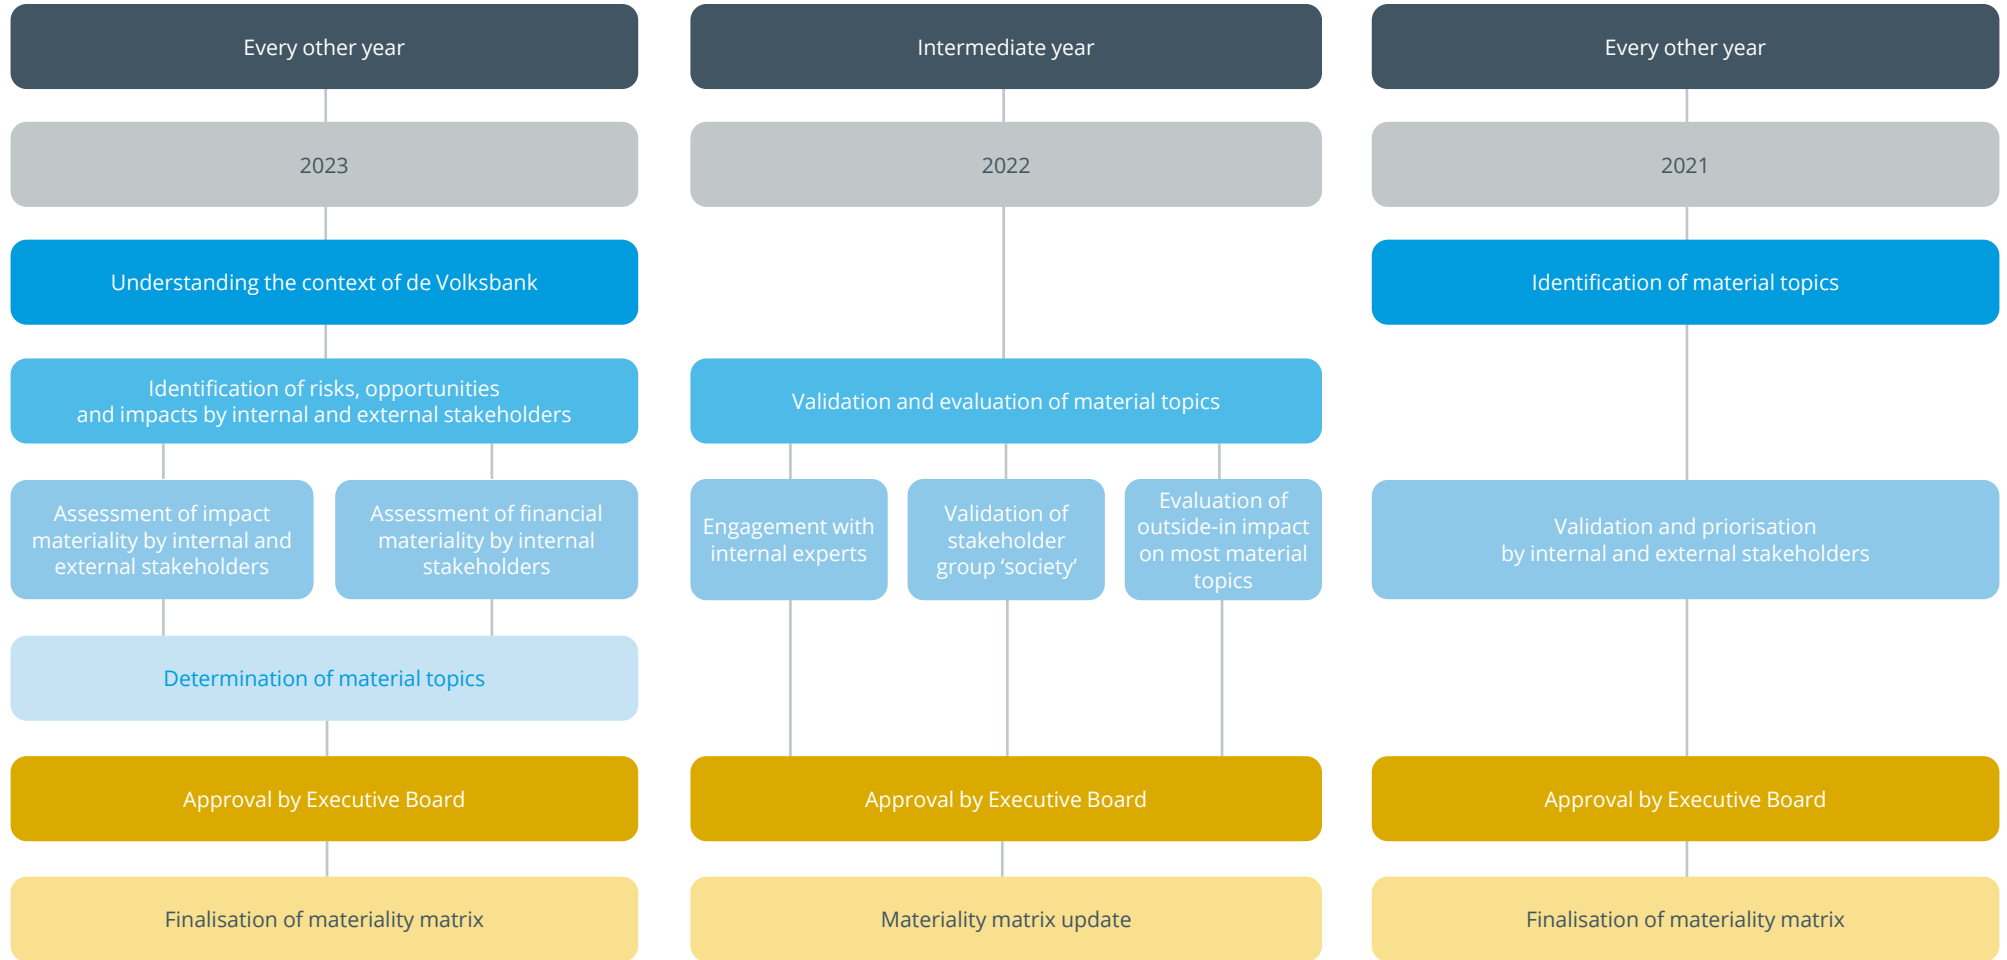 Every other year
2023
Understanding the context of de Volksbank
Identification of risks, opportunities
and impacts by internal and external stakeholders
Assessment of impact
materiality by internal and
external stakeholders
Assessment of financial
materiality by internal
stakeholders
Determination of material topics
Approval by Executive Board
Finalisation of materiality matrix
Intermediate year
2022
Validation and evaluation of material topics
Engagement with
internal experts
Validation of
stakeholder
group ‘society’
Evaluation of
outside-in impact
on most material
topics
Approval by Executive Board
Materiality matrix update
Every other year
2021
Identification of material topics
Validation and priorisation
by internal and external stakeholders
Approval by Executive Board
Finalisation of materiality matrix